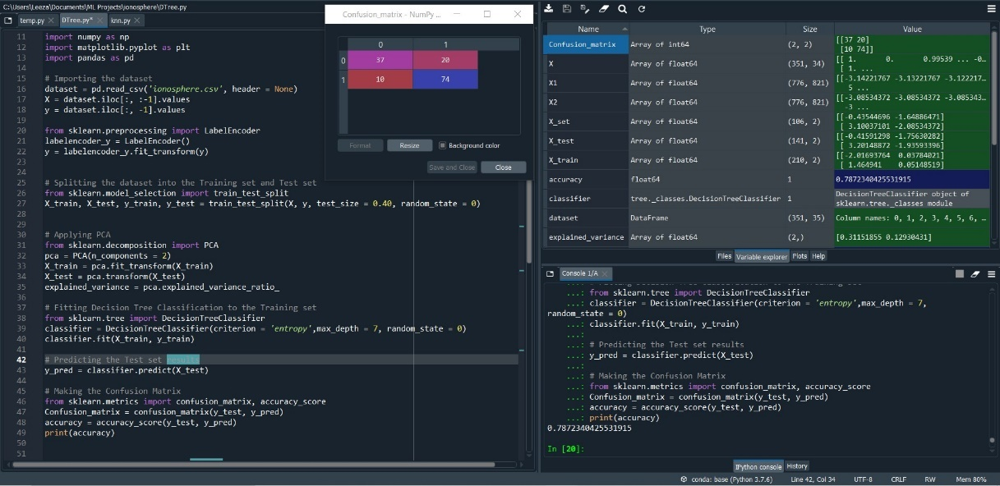 C:\Users\Leeza\Documents\ML Projects\ionosphere\DTree.py
temp.py
DTree.py*
knn.py
11 import numpy as np
12 import matplotlib.pyplot as plt
13 import pandas as pd
14
15 # Importing the dataset
16 dataset = pd.read_csv('ionosphere.csv', header = None)
17 X = dataset.iloc[:, :-1].values
18 y = dataset.iloc[:, -1].values
19
20 from sklearn.preprocessing import LabelEncoder
21 labelencoder_y = LabelEncoder()
22 y = labelencoder_y.fit_transform(y)
23
24
25 # Splitting the dataset into the Training set and Test set
26 from sklearn.model_selection import train_test_split
27 X_train, X_test, y_train, y_test = train_test_split(X, y, test_size = 0.40, random_state = 0)
28
29
30 # Applying PCA
31 from sklearn.decomposition import PCA
32 pca = PCA(n_components = 2)
33 X_train = pca.fit_transform(X_train)
34 X_test = pca.transform(X_test)
35 explained_variance = pca.explained_variance_ratio_
36
37 # Fitting Decision Tree Classification to the Training set
38 from sklearn.tree import DecisionTreeClassifier
39 classifier = DecisionTreeClassifier(criterion = 'entropy',max_depth = 7, random_state = 0)
40 classifier.fit(X_train, y_train)
41
42 # Predicting the Test set results
43 y_pred = classifier.predict(X_test)
44
45 # Making the Confusion Matrix
46 from sklearn.metrics import confusion_matrix, accuracy_score
47 Confusion_matrix = confusion_matrix(y_test, y_pred)
48 accuracy = accuracy_score(y_test, y_pred)
49 print(accuracy)
50
51
Confusion_matrix - NumPy ...
0 1
0 37 20
1 10 74
Format Resize Background color
Save and Close Close
Name Type Size Value
Confusion_matrix Array of int64 (2, 2) [[37 20]
[10 74]]
X Array of float64 (351, 34) [[ 1. 0. 0.99539 ... -0…
[ 1. ...
X1 Array of float64 (776, 821) [[-3.14221767 -3.13221767 -3.122217…
5 ...
X2 Array of float64 (776, 821) [[-3.08534372 -3.08534372 -3.085343…
-3 ...
X_set Array of float64 (106, 2) [[-0.43544696 -1.64886471]
[ 3.10037101 -2.08534372]
X_test Array of float64 (141, 2) [[-0.41591298 -1.75630282]
[ 3.20148872 -1.93593396]
X_train Array of float64 (210, 2) [[-2.01693764 0.03784021]
[ 1.464941 0.05148519]
accuracy float64 1 0.7872340425531915
classifier tree._classes.DecisionTreeClassifier 1 DecisionTreeClassifier object of
sklearn.tree._classes module
dataset DataFrame (351, 35) Column names: 0, 1, 2, 3, 4, 5, 6, …
explained_variance Array of float64 (2,) [0.31151855 0.12930431]
Files Variable explorer Plots Help
Console 1/A
...: from sklearn.tree import DecisionTreeClassifier
...: classifier = DecisionTreeClassifier(criterion = 'entropy',max_depth = 7,
random_state = 0)
...: classifier.fit(X_train, y_train)
...:
...: # Predicting the Test set results
...: y_pred = classifier.predict(X_test)
...:
...: # Making the Confusion Matrix
...: from sklearn.metrics import confusion_matrix, accuracy_score
...: Confusion_matrix = confusion_matrix(y_test, y_pred)
...: accuracy = accuracy_score(y_test, y_pred)
...: print(accuracy)
0.7872340425531915
In [20]:
IPython console History
conda: base (Python 3.7.6) Line 42, Col 34 UTF-8 CRLF RW Mem 80%